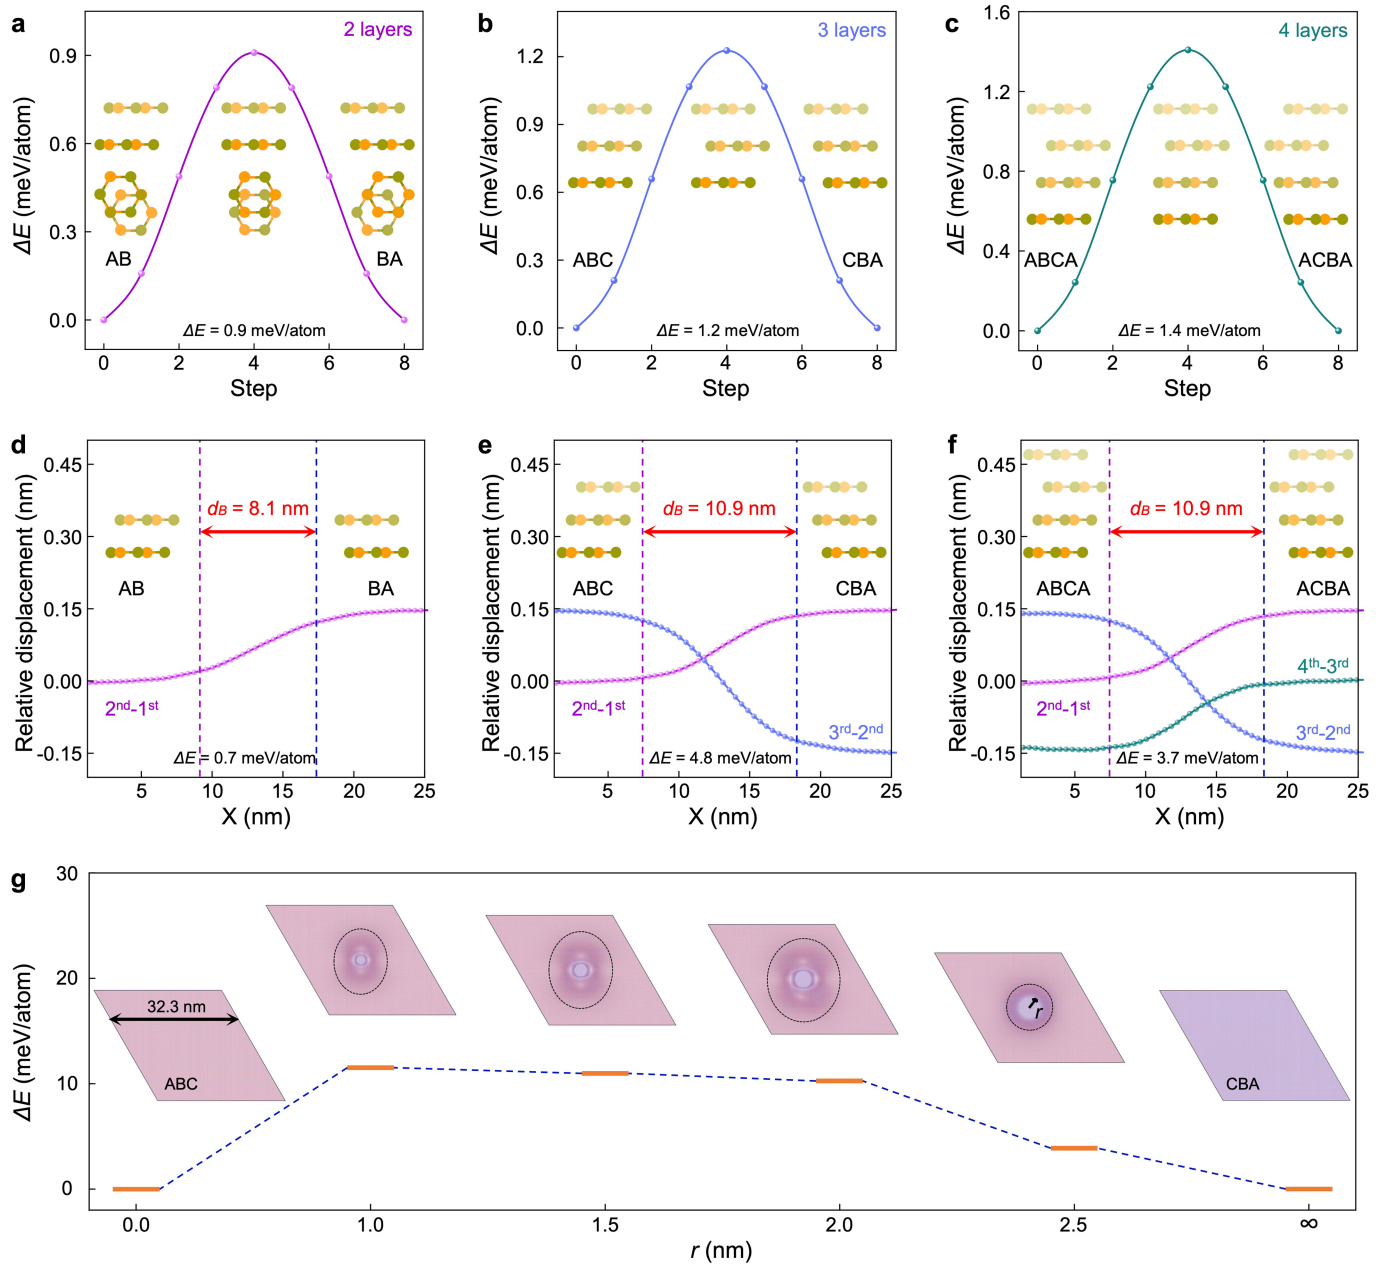 a
2 layers
ΔE (meV/atom)
0.9
0.6
0.3
0.0
AB
BA
ΔE = 0.9 meV/atom
0 2 4 6 8
Step
b
3 layers
ΔE (meV/atom)
1.2
0.9
0.6
0.3
0.0
ABC
CBA
ΔE = 1.2 meV/atom
0 2 4 6 8
Step
c
4 layers
ΔE (meV/atom)
1.6
1.2
0.8
0.4
0.0
ABCA
ACBA
ΔE = 1.4 meV/atom
0 2 4 6 8
Step
d
Relative displacement (nm)
0.45
0.30
0.15
0.00
-0.15
dB = 8.1 nm
AB
BA
2nd-1st
ΔE = 0.7 meV/atom
5 10 15 20 25
X (nm)
e
Relative displacement (nm)
0.45
0.30
0.15
0.00
-0.15
dB = 10.9 nm
ABC
CBA
2nd-1st
3rd-2nd
ΔE = 4.8 meV/atom
5 10 15 20 25
X (nm)
f
Relative displacement (nm)
0.45
0.30
0.15
0.00
-0.15
dB = 10.9 nm
ABCA
ACBA
4th-3rd
2nd-1st
3rd-2nd
ΔE = 3.7 meV/atom
5 10 15 20 25
X (nm)
g
ΔE (meV/atom)
30
20
10
0
32.3 nm
ABC
r
CBA
0.0 1.0 1.5 2.0 2.5 ∞
r (nm)